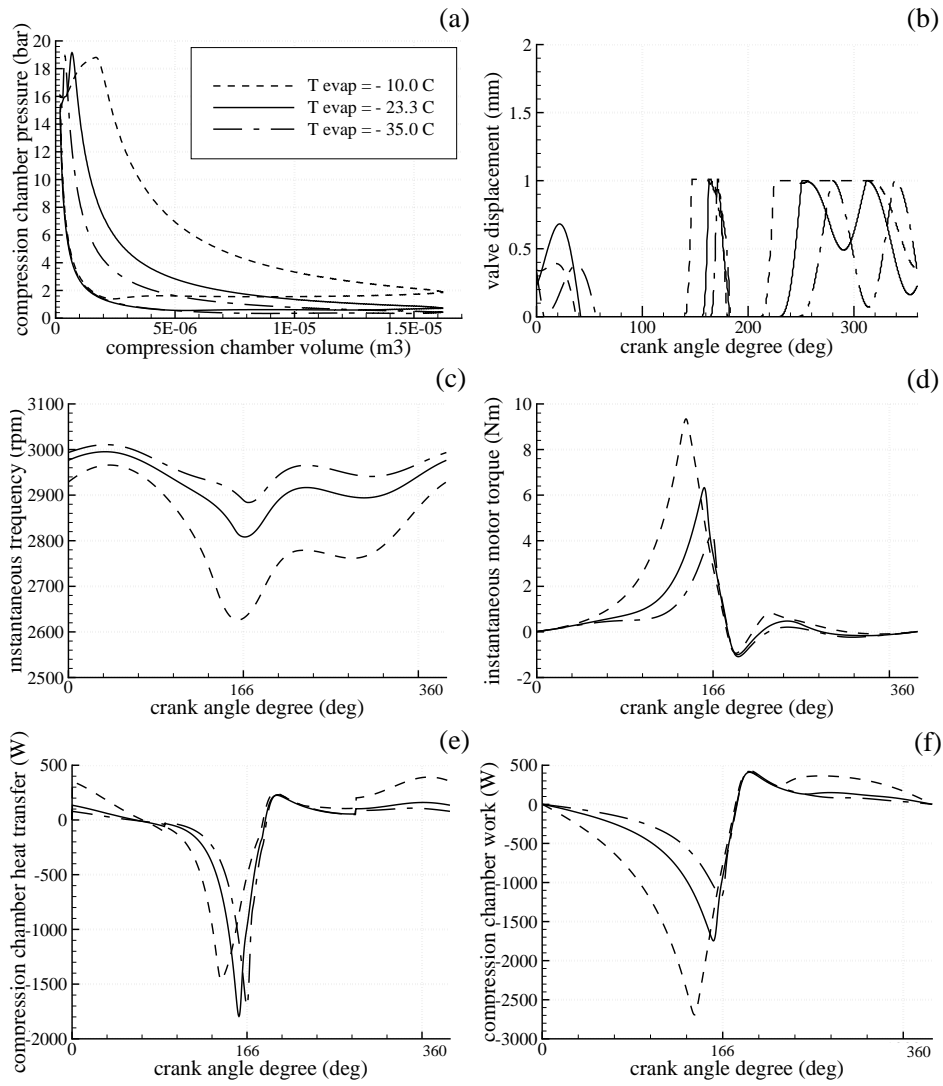 (a)
compression chamber pressure (bar)
20
18
16
14
12
10
8
6
4
2
0
T evap = - 10.0 C
T evap = - 23.3 C
T evap = - 35.0 C
0
5E-06
1E-05
1.5E-05
compression chamber volume (m3)
(b)
valve displacement (mm)
2
1.5
1
0.5
0
0
100
200
300
crank angle degree (deg)
(c)
instantaneous frequency (rpm)
3100
3000
2900
2800
2700
2600
2500
0
166
360
crank angle degree (deg)
(d)
instantaneous motor torque (Nm)
10
8
6
4
2
0
-2
0
166
360
crank angle degree (deg)
(e)
compression chamber heat transfer (W)
500
0
-500
-1000
-1500
-2000
0
166
360
crank angle degree (deg)
(f)
compression chamber work (W)
500
0
-500
-1000
-1500
-2000
-2500
-3000
0
166
360
crank angle degree (deg)